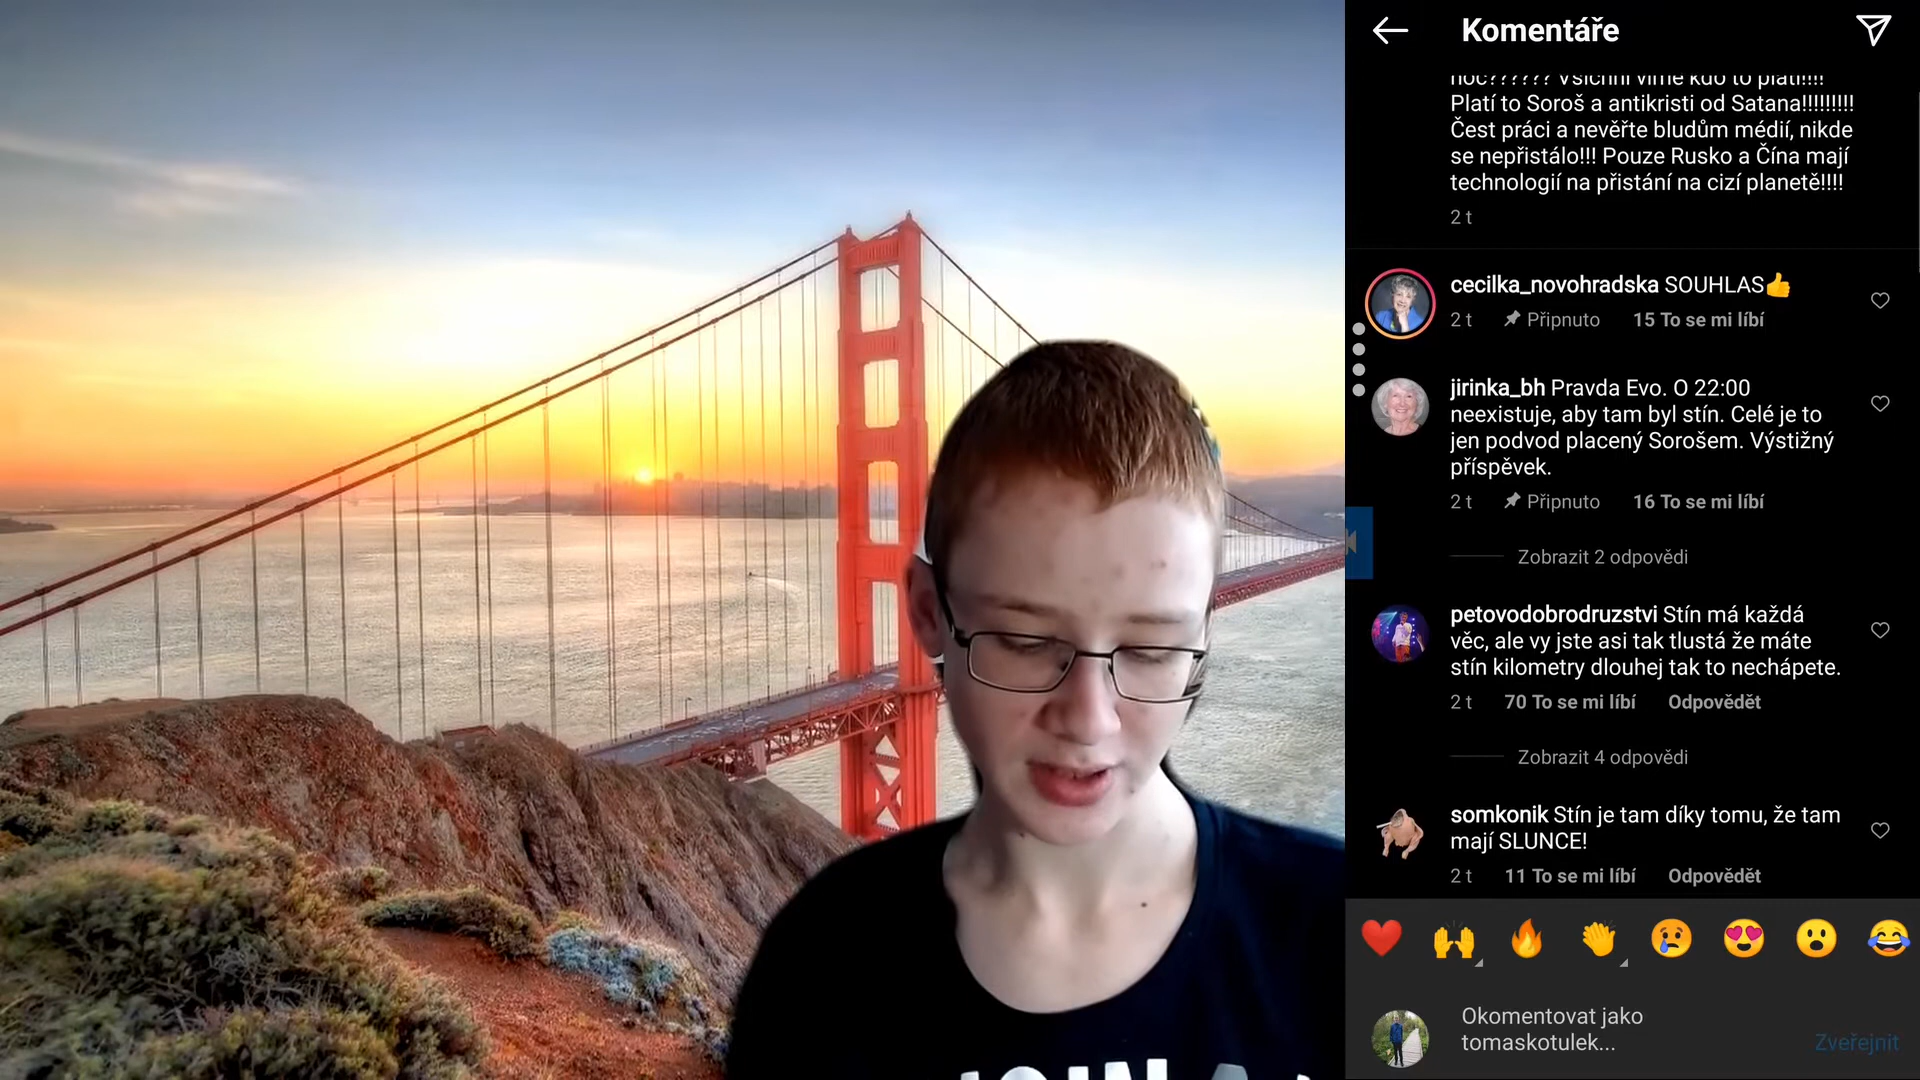 Komentáře
noc?????? Všichni víme kdo to platí!!!!
Platí to Soroš a antikristi od Satana!!!!!!!!!
Čest práci a nevěřte bludům médií, nikde
se nepřistálo!!! Pouze Rusko a Čína mají
technologií na přistání na cizí planetě!!!!
2 t
cecilka_novohradska SOUHLAS👍
2 t Připnuto 15 To se mi líbí
jirinka_bh Pravda Evo. O 22:00
neexistuje, aby tam byl stín. Celé je to
jen podvod placený Sorošem. Výstižný
příspěvek.
2 t Připnuto 16 To se mi líbí
Zobrazit 2 odpovědi
petovodobrodruzstvi Stín má každá
věc, ale vy jste asi tak tlustá že máte
stín kilometry dlouhej tak to nechápete.
2 t 70 To se mi líbí Odpovědět
Zobrazit 4 odpovědi
somkonik Stín je tam díky tomu, že tam
mají SLUNCE!
2 t 11 To se mi líbí Odpovědět
Okomentovat jako
tomaskotulek...
Zveřejnit